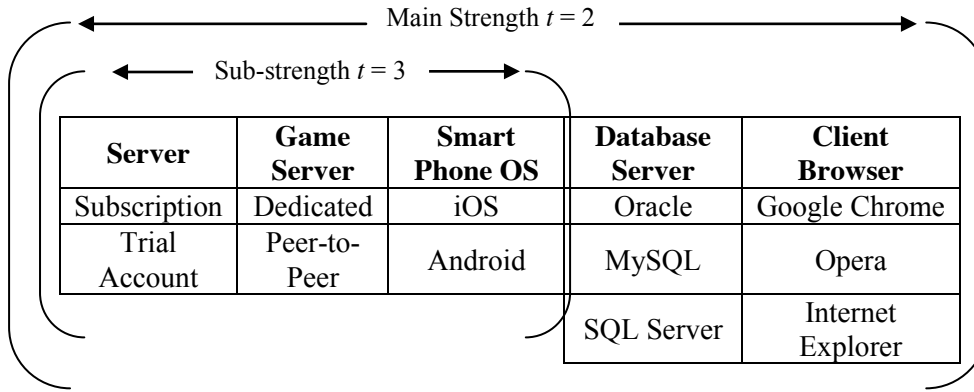 Main Strength t = 2
Sub-strength t = 3
Server
Game
Server
Smart
Phone OS
Database
Server
Client
Browser
Subscription
Dedicated
iOS
Oracle
Google Chrome
Trial
Account
Peer-to-
Peer
Android
MySQL
Opera
SQL Server
Internet
Explorer